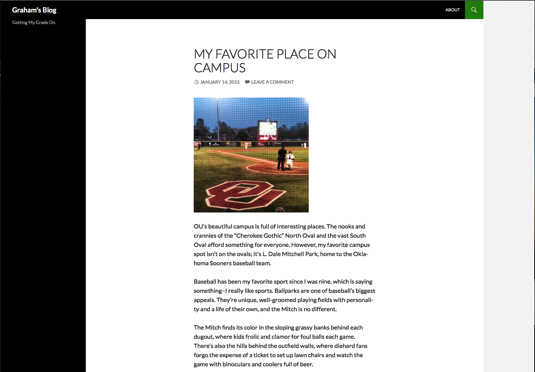 Graham's Blog
ABOUT
Getting My Grade On
MY FAVORITE PLACE ON
CAMPUS
JANUARY 14, 2015 LEAVE A COMMENT
OU
OU's beautiful campus is full of interesting places. The nooks and
crannies of the "Cherokee Gothic" North Oval and the vast South
Oval afford something for everyone. However, my favorite campus
spot isn't on the ovals; it's L. Dale Mitchell Park, home to the Okla-
homa Sooners baseball team.
Baseball has been my favorite sport since I was nine, which is saying
something–I really like sports. Ballparks are one of baseball's biggest
appeals. They're unique, well-groomed playing fields with personali-
ty and a life of their own, and the Mitch is no different.
The Mitch finds its color in the sloping grassy banks behind each
dugout, where kids frolic and clamor for foul balls each game.
There's also the hills behind the outfield walls, where diehard fans
forgo the expense of a ticket to set up lawn chairs and watch the
game with binoculars and coolers full of beer.